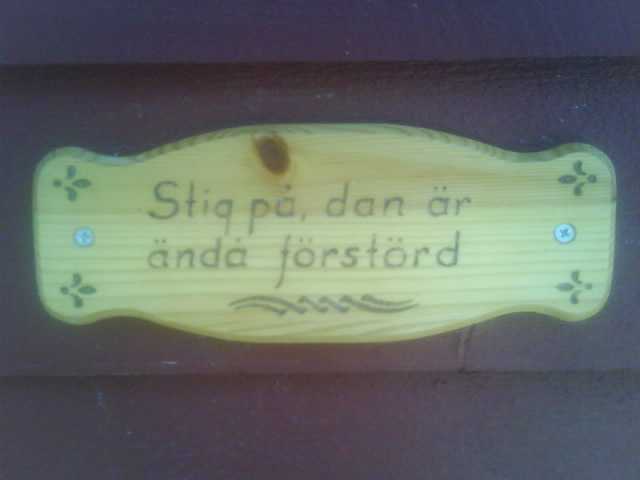 Stig på, dan är
ändå förstörd